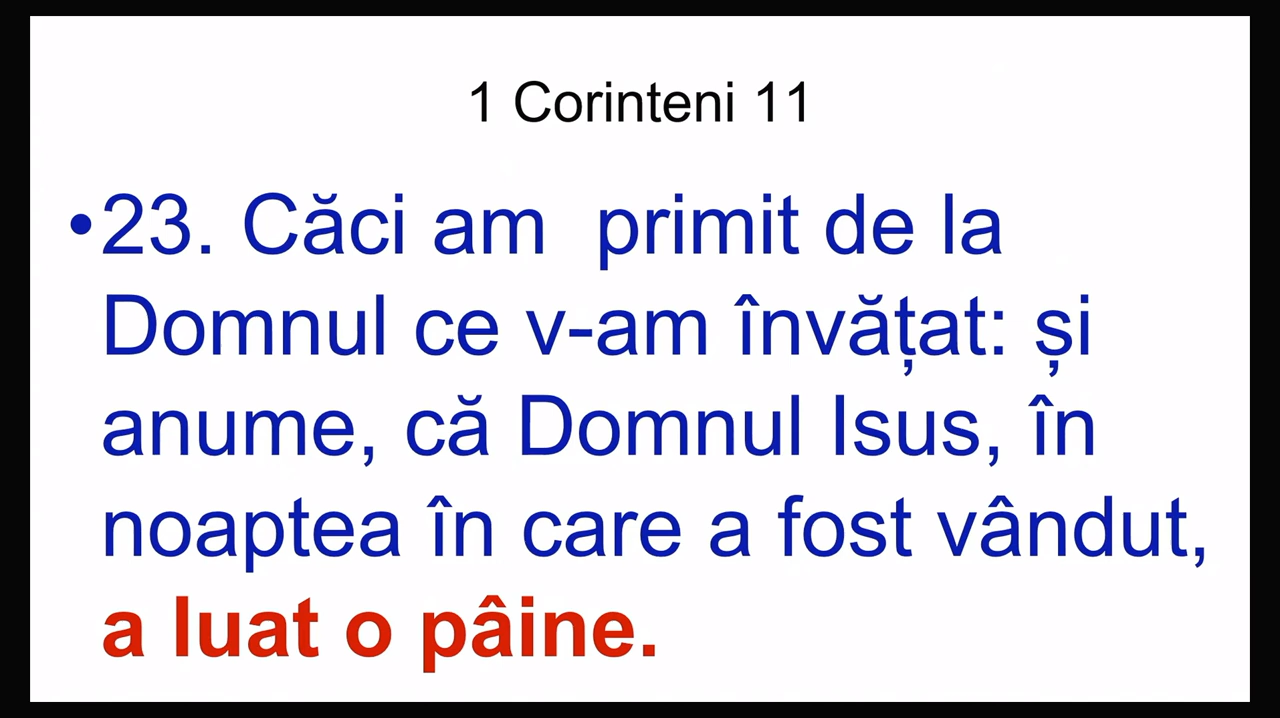 1 Corinteni 11
•23. Căci am  primit de la
Domnul ce v-am învățat: și
anume, că Domnul Isus, în
noaptea în care a fost vândut,
a luat o pâine.